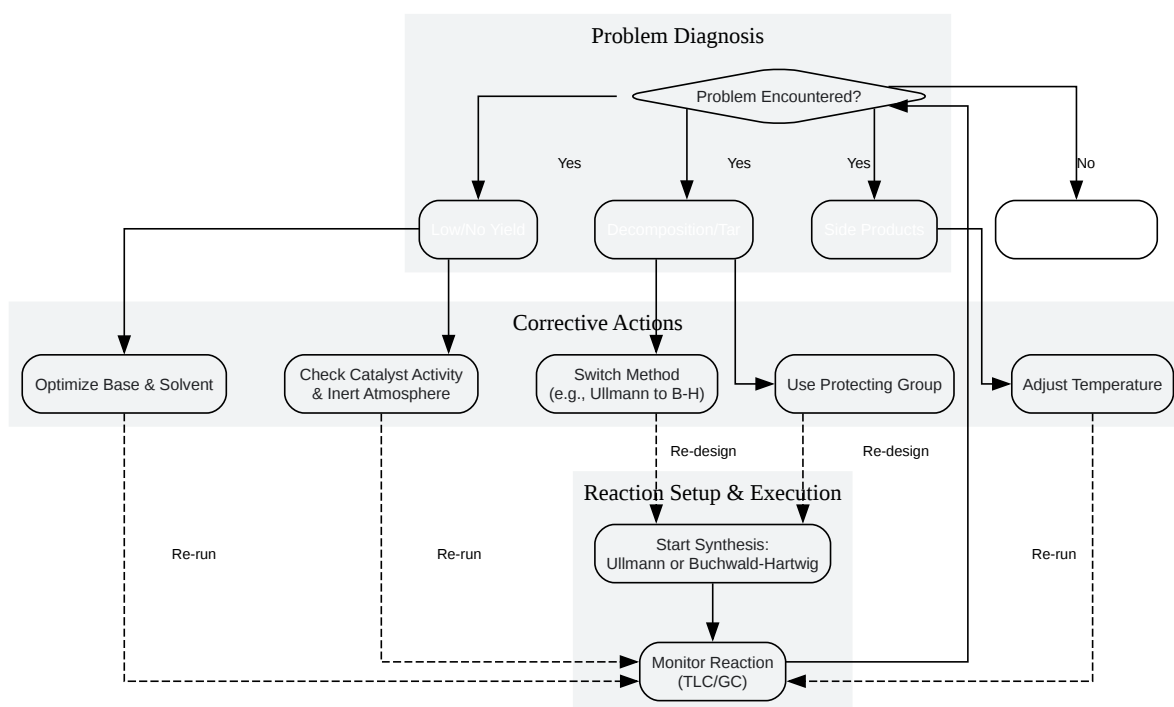 Problem Diagnosis
Problem Encountered?
Yes
Yes
Yes
No
Low/No Yield
Decomposition/Tar
Side Products
Corrective Actions
Optimize Base & Solvent
Check Catalyst Activity
& Inert Atmosphere
Switch Method
(e.g., Ullmann to B-H)
Use Protecting Group
Adjust Temperature
Re-design
Re-design
Reaction Setup & Execution
Start Synthesis:
Ullmann or Buchwald-Hartwig
Re-run
Re-run
Re-run
Monitor Reaction
(TLC/GC)